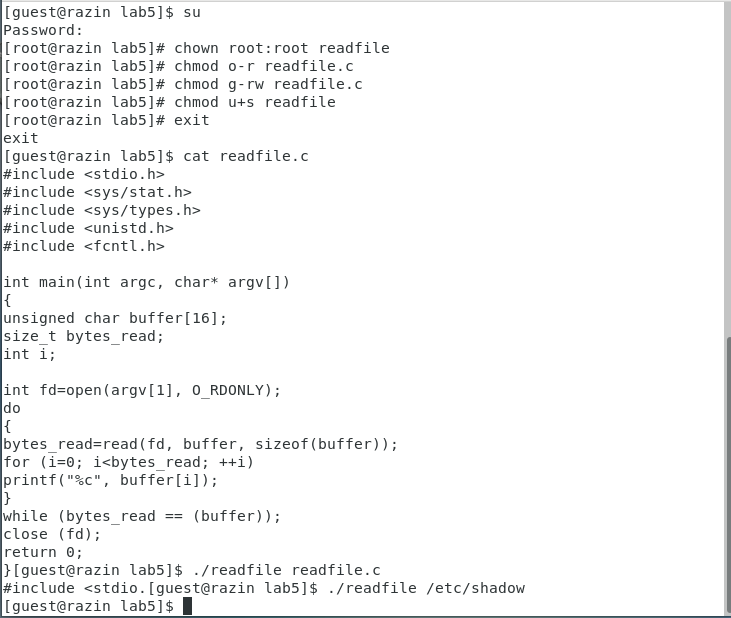 [guest@razin lab5]$ su
Password:
[root@razin lab5]# chown root:root readfile
[root@razin lab5]# chmod o-r readfile.c
[root@razin lab5]# chmod g-rw readfile.c
[root@razin lab5]# chmod u+s readfile
[root@razin lab5]# exit
exit
[guest@razin lab5]$ cat readfile.c
#include <stdio.h>
#include <sys/stat.h>
#include <sys/types.h>
#include <unistd.h>
#include <fcntl.h>

int main(int argc, char* argv[])
{
unsigned char buffer[16];
size_t bytes_read;
int i;

int fd=open(argv[1], O_RDONLY);
do
{
bytes_read=read(fd, buffer, sizeof(buffer));
for (i=0; i<bytes_read; ++i)
printf("%c", buffer[i]);
}
while (bytes_read == (buffer));
close (fd);
return 0;
}[guest@razin lab5]$ ./readfile readfile.c
#include <stdio.[guest@razin lab5]$ ./readfile /etc/shadow
[guest@razin lab5]$